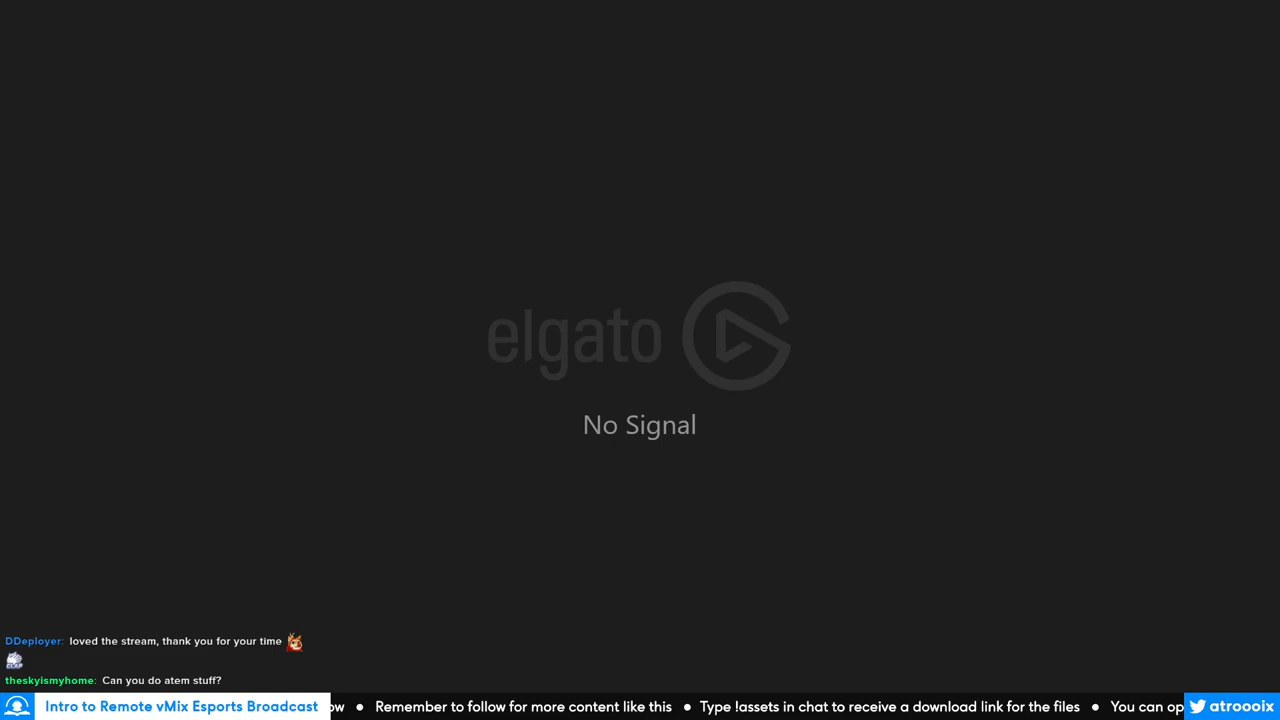 elgato
No Signal
DDeployer: loved the stream, thank you for your time
CLAP
theskyismyhome: Can you do atem stuff?
Intro to Remote vMix Esports Broadcast ow • Remember to follow for more content like this • Type !assets in chat to receive a download link for the files • You can op atroooix